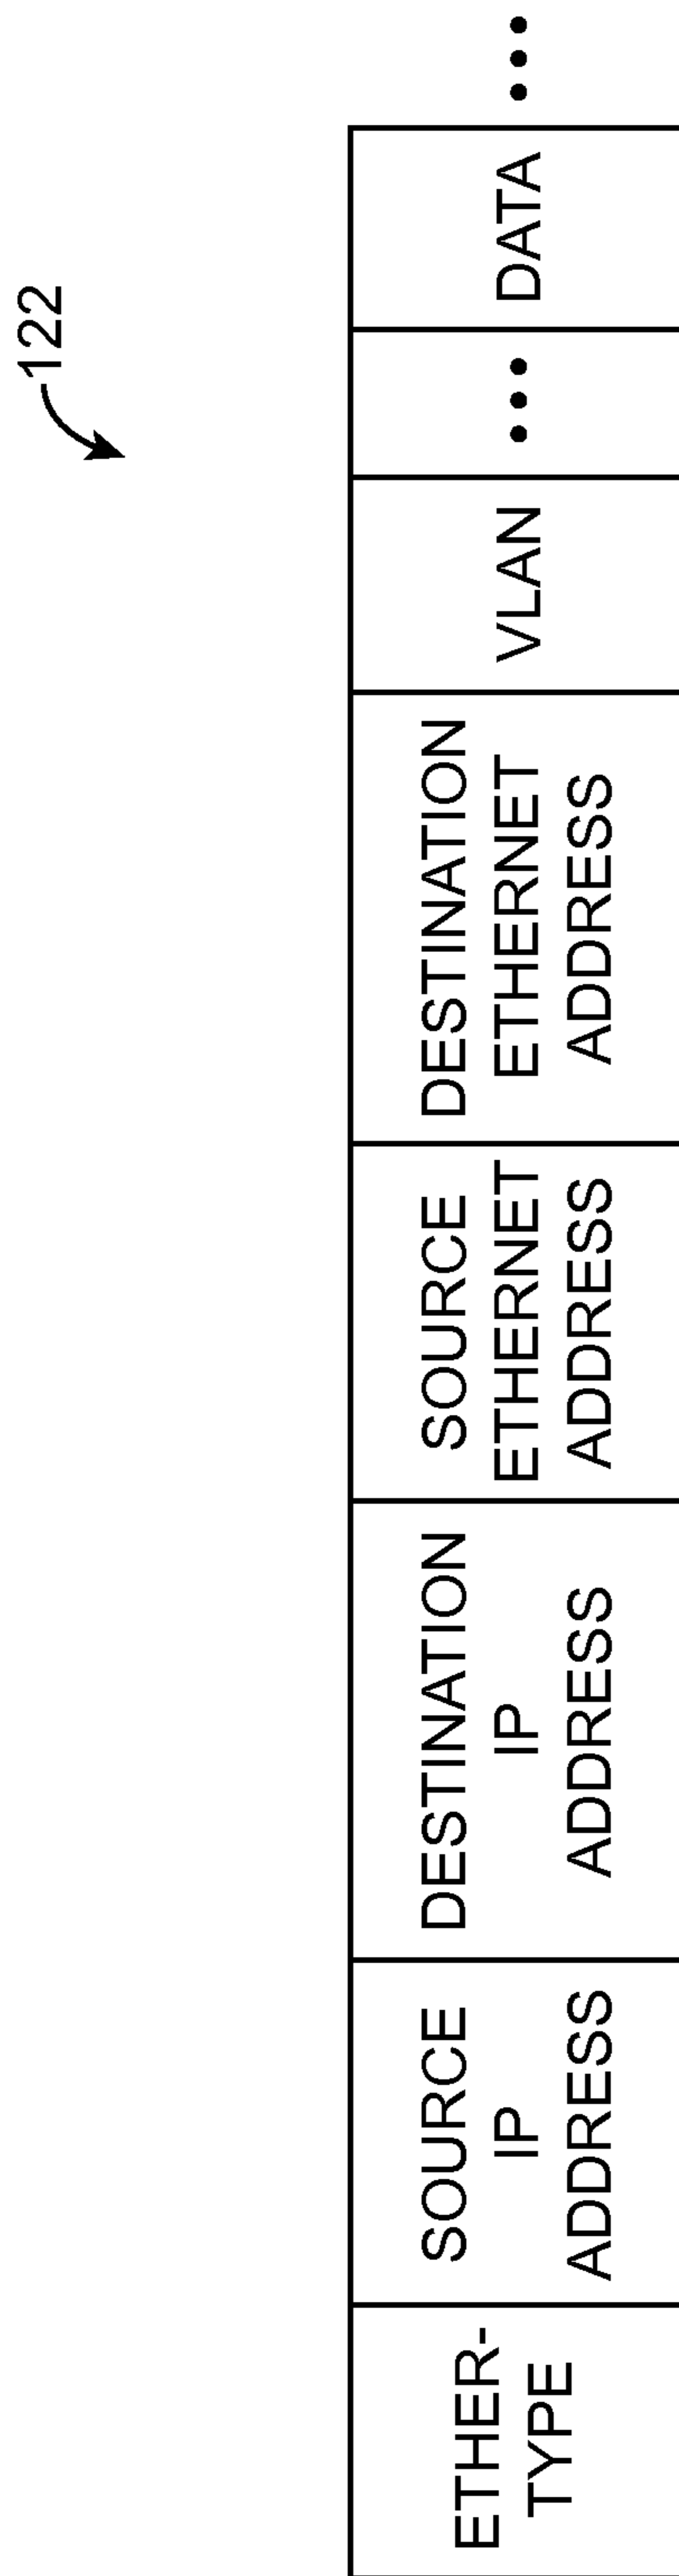 122
ETHER-
TYPE
SOURCE
IP
ADDRESS
DESTINATION
IP
ADDRESS
SOURCE
ETHERNET
ADDRESS
DESTINATION
ETHERNET
ADDRESS
VLAN
•••
DATA
•••